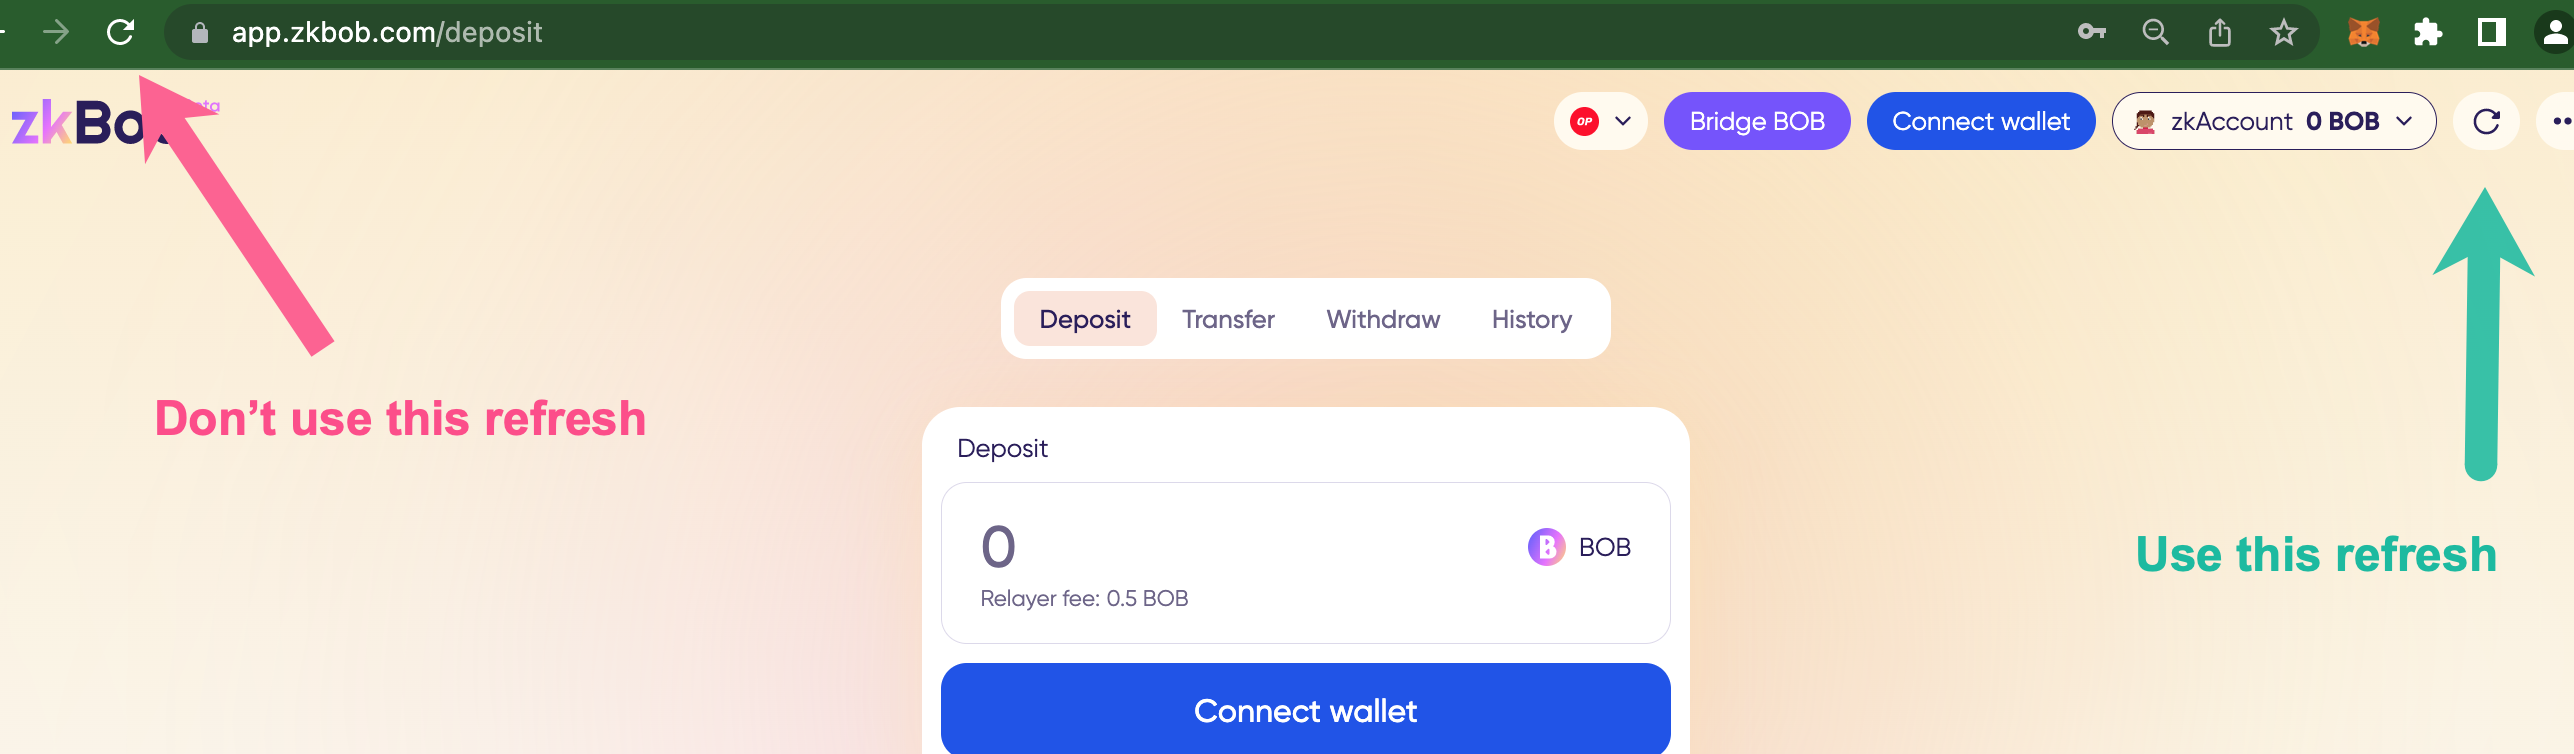 app.zkbob.com/deposit
zkBo
OP
Bridge BOB
Connect wallet
zkAccount 0 BOB
Deposit
Transfer
Withdraw
History
Don't use this refresh
Deposit
0
BOB
Relayer fee: 0.5 BOB
Use this refresh
Connect wallet